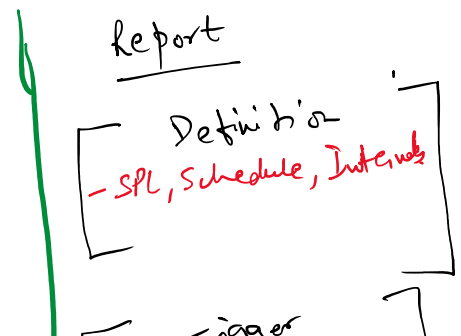 Report
Definition
- SPL, Schedule, Intervals